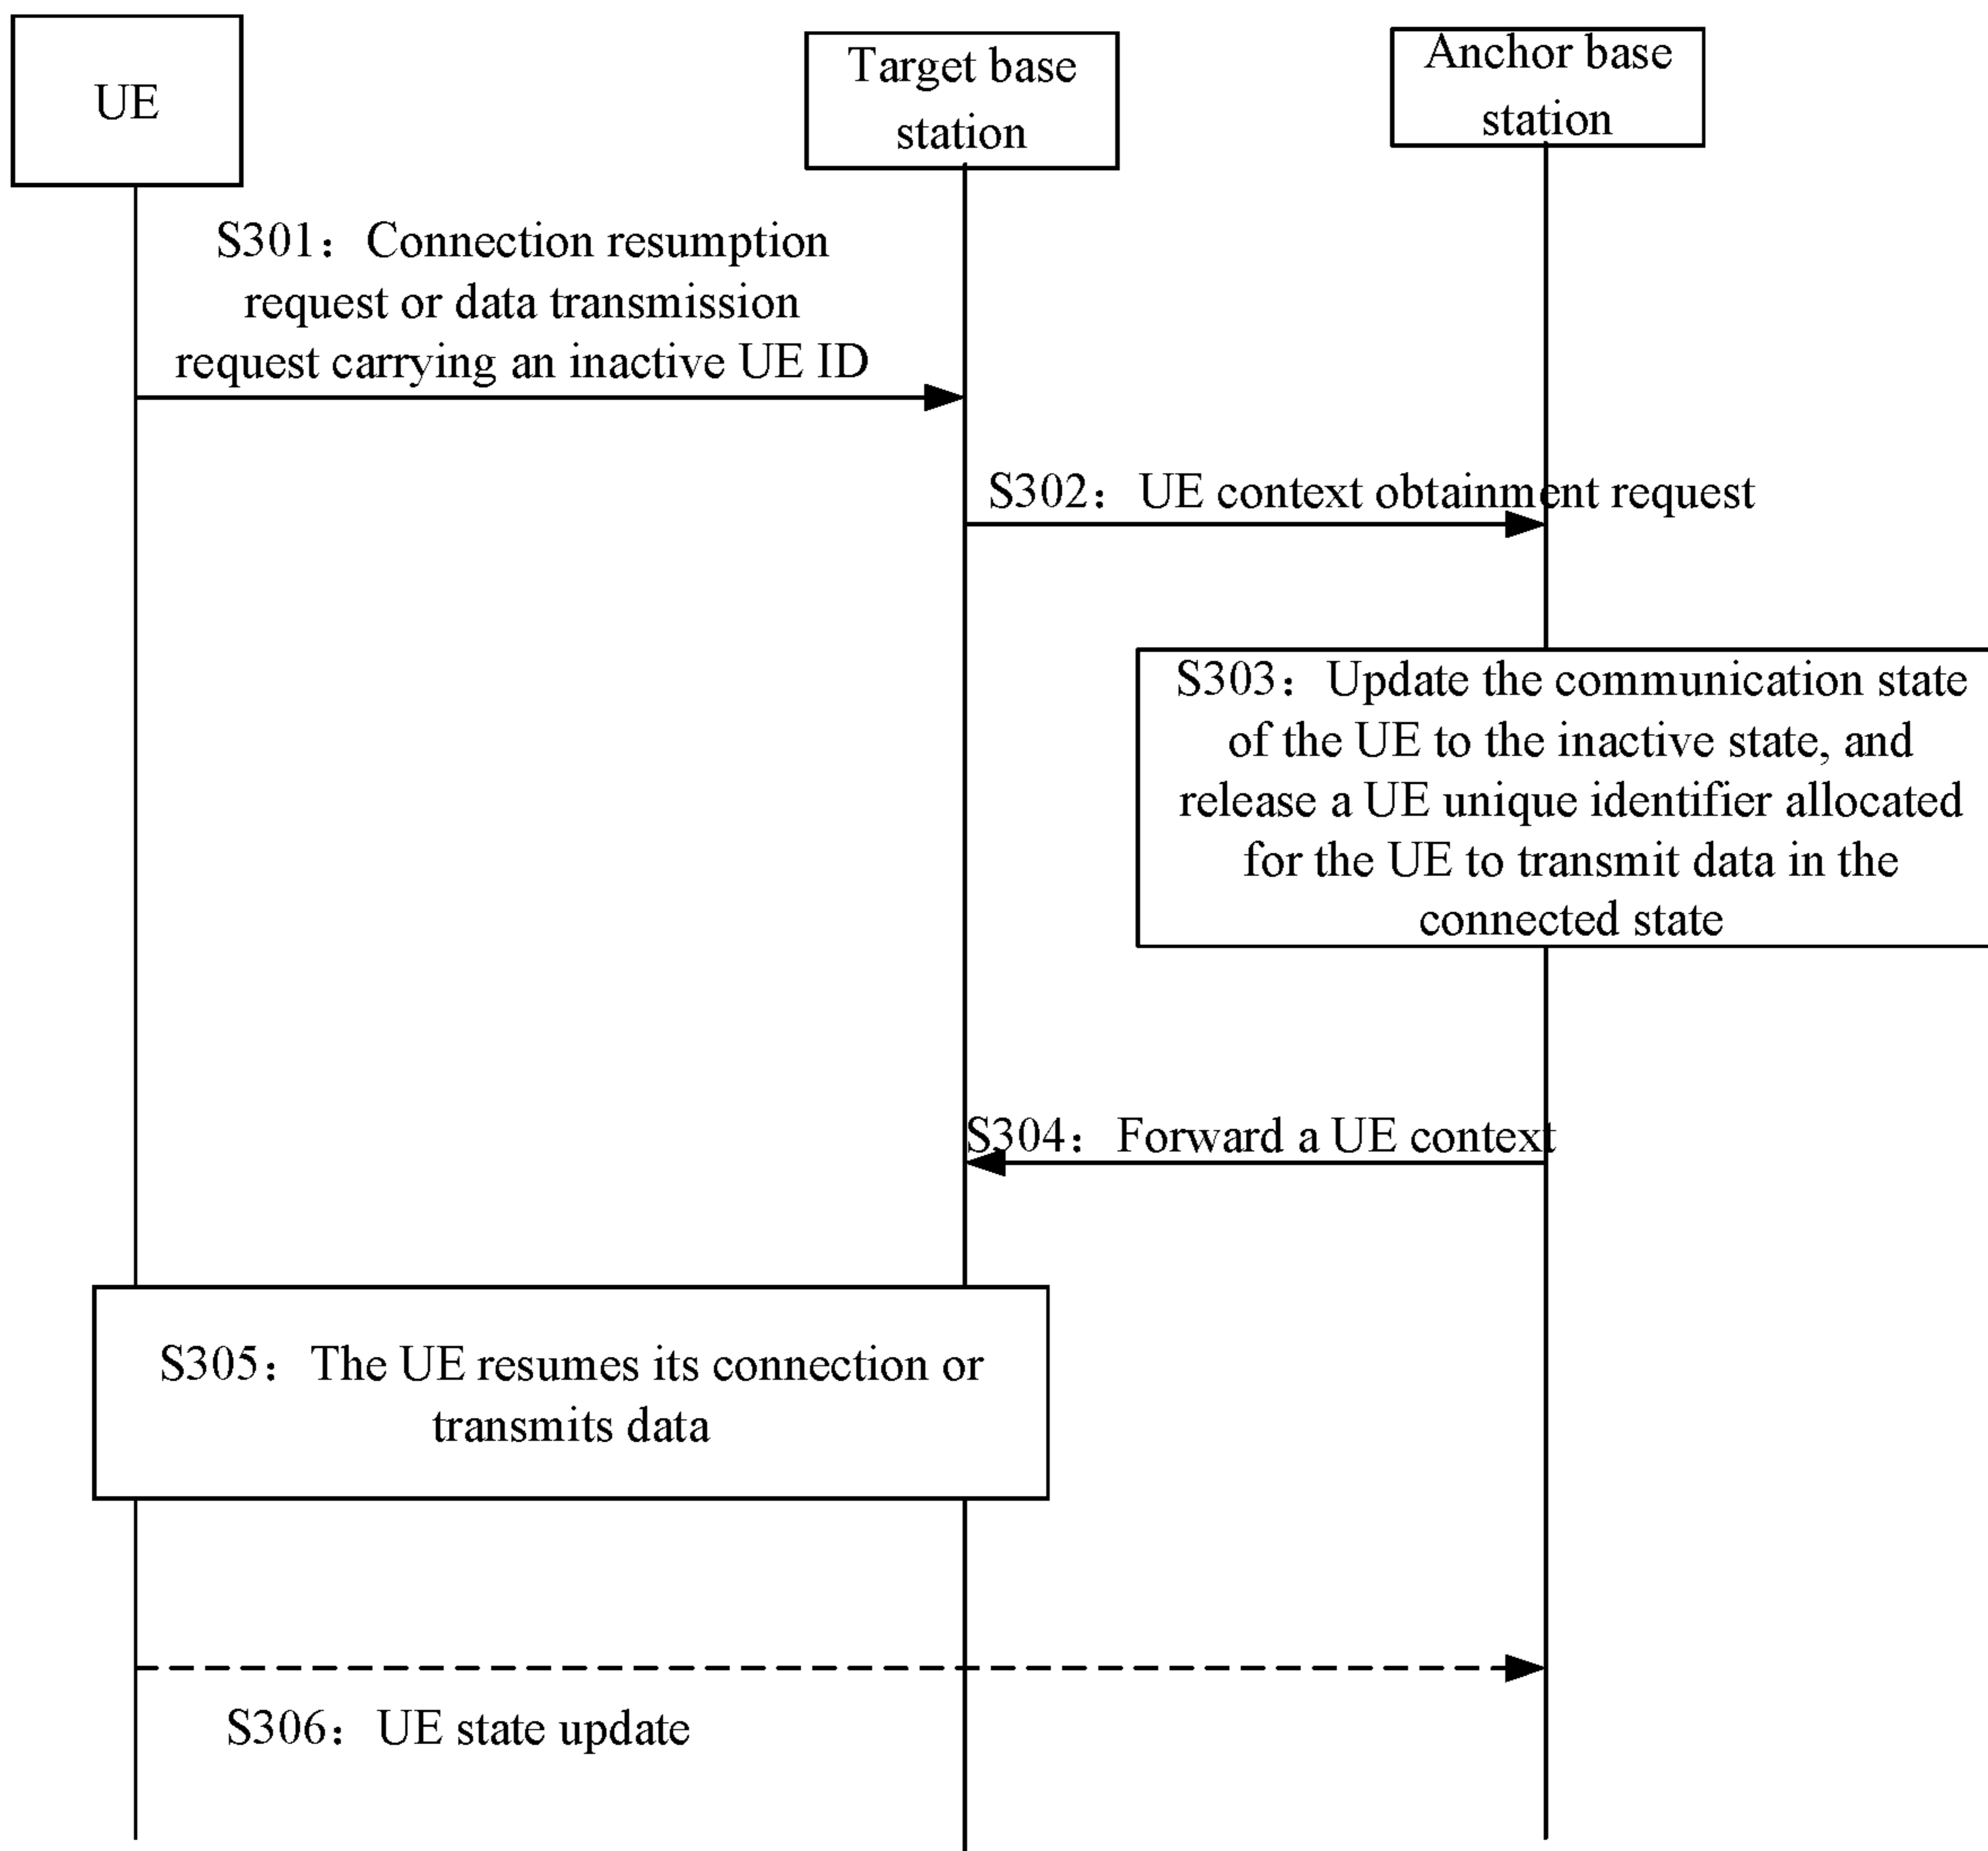 UE
Target base
station
Anchor base
station
S301：Connection resumption
request or data transmission
request carrying an inactive UE ID
S302：UE context obtainment request
S303：Update the communication state
of the UE to the inactive state, and
release a UE unique identifier allocated
for the UE to transmit data in the
connected state
S304：Forward a UE context
S305：The UE resumes its connection or
transmits data
S306：UE state update